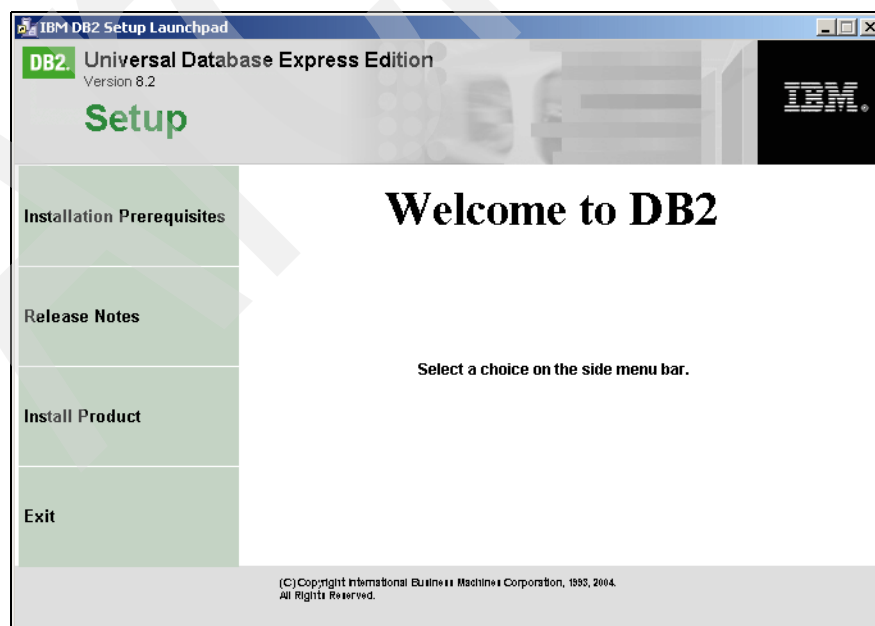 IBM DB2 Setup Launchpad
DB2. Universal Database Express Edition
Version 8.2
Setup
IBM.
Installation Prerequisites
Welcome to DB2
Release Notes
Select a choice on the side menu bar.
Install Product
Exit
(C) Copyright International Business Machines Corporation, 1993, 2004.
All Rights Reserved.